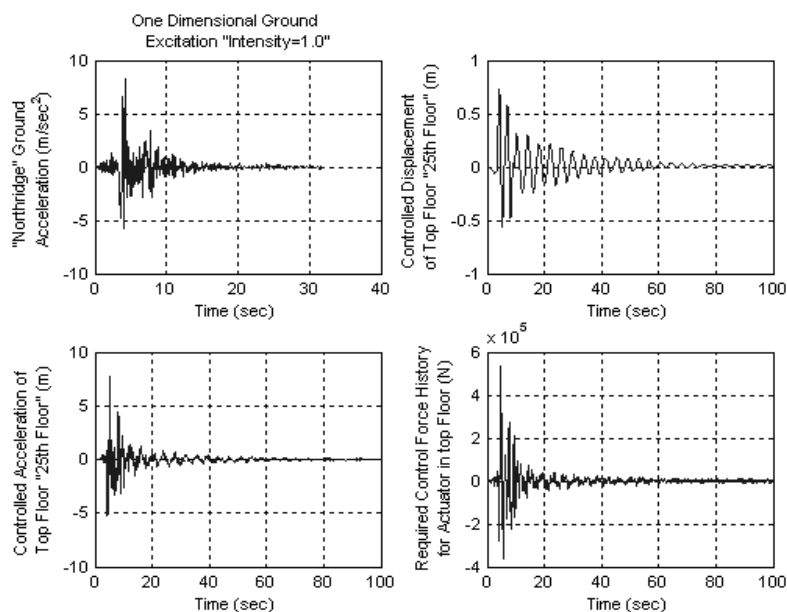 One Dimensional Ground
Excitation "Intensity=1.0"
"Northridge" Ground
Acceleration (m/sec²)
10
5
0
-5
-10
0 10 20 30 40
Time (sec)
Controlled Displacement
of Top Floor "25th Floor" (m)
1
0.5
0
-0.5
-1
0 20 40 60 80 100
Time (sec)
Controlled Acceleration of
Top Floor "25th Floor" (m)
10
5
0
-5
-10
0 20 40 60 80 100
Time (sec)
Required Control Force History
for Actuator in top Floor (N)
x 10⁵
6
4
2
0
-2
-4
0 20 40 60 80 100
Time (sec)